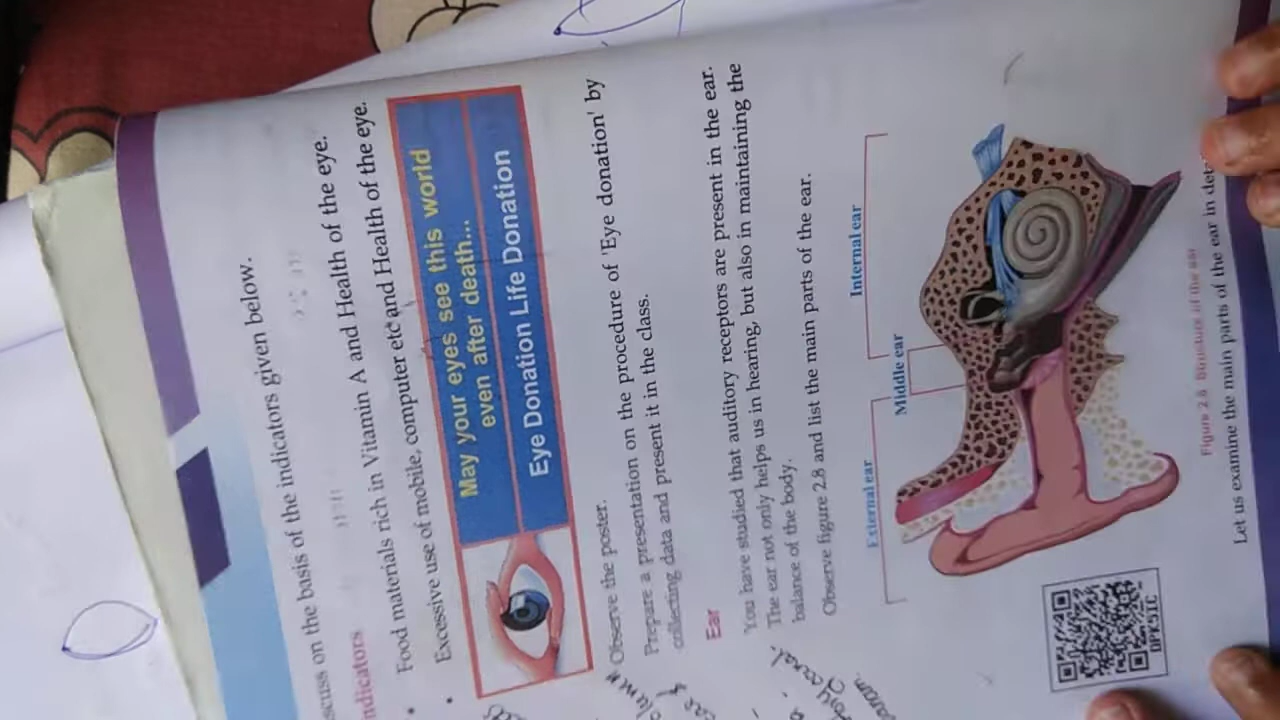 scuss on the basis of the indicators given below.
ndicators
• Food materials rich in Vitamin A and Health of the eye.
• Excessive use of mobile, computer etc and Health of the eye.
May your eyes see this world
even after death...
Eye Donation Life Donation
Observe the poster.
Prepare a presentation on the procedure of 'Eye donation' by
collecting data and present it in the class.
Ear
You have studied that auditory receptors are present in the ear.
The ear not only helps us in hearing, but also in maintaining the
balance of the body.
Observe figure 2.8 and list the main parts of the ear.
External ear
Middle ear
Internal ear
Figure 2.8 Structure of the ear
Let us examine the main parts of the ear in deta